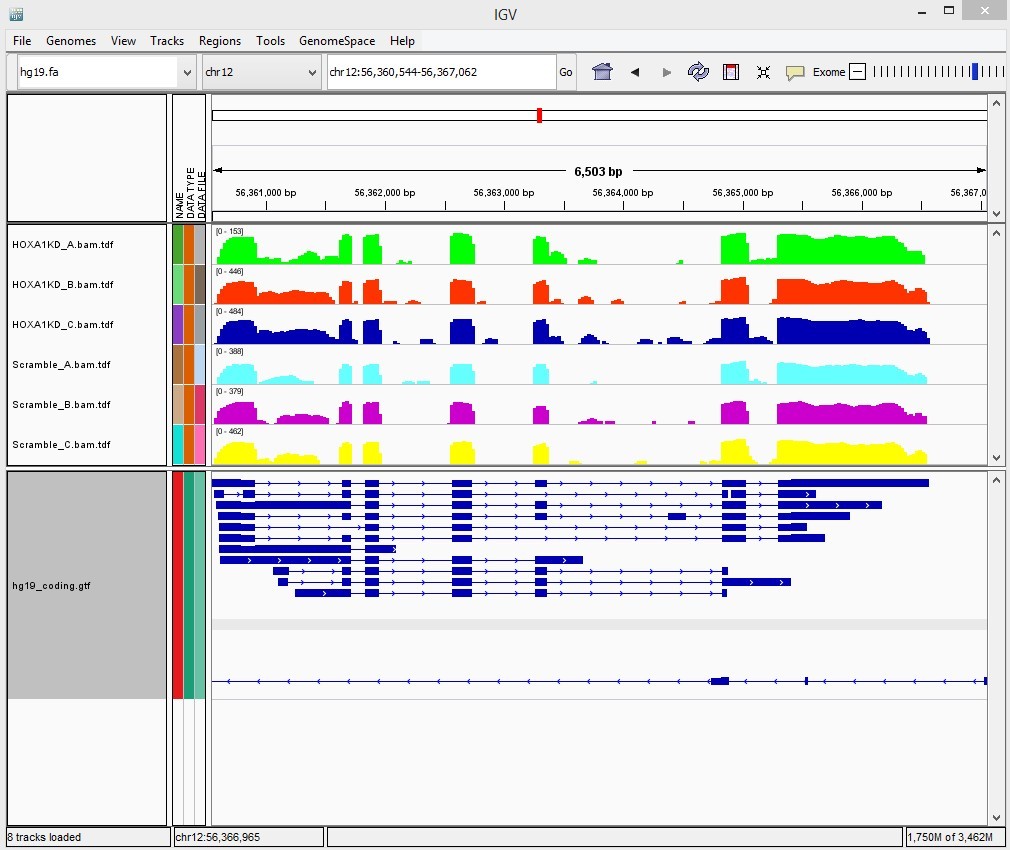 IGV
File Genomes View Tracks Regions Tools GenomeSpace Help
hg19.fa chr12 chr12:56,360,544-56,367,062 Go Exome
NAME
DATA TYPE
DATA FILE
6,503 bp
56,361,000 bp 56,362,000 bp 56,363,000 bp 56,364,000 bp 56,365,000 bp 56,366,000 bp 56,367,0
[0 - 153]
HOXA1KD_A.bam.tdf
[0 - 446]
HOXA1KD_B.bam.tdf
[0 - 484]
HOXA1KD_C.bam.tdf
[0 - 388]
Scramble_A.bam.tdf
[0 - 379]
Scramble_B.bam.tdf
[0 - 462]
Scramble_C.bam.tdf
hg19_coding.gtf
8 tracks loaded chr12:56,366,965 1,750M of 3,462M